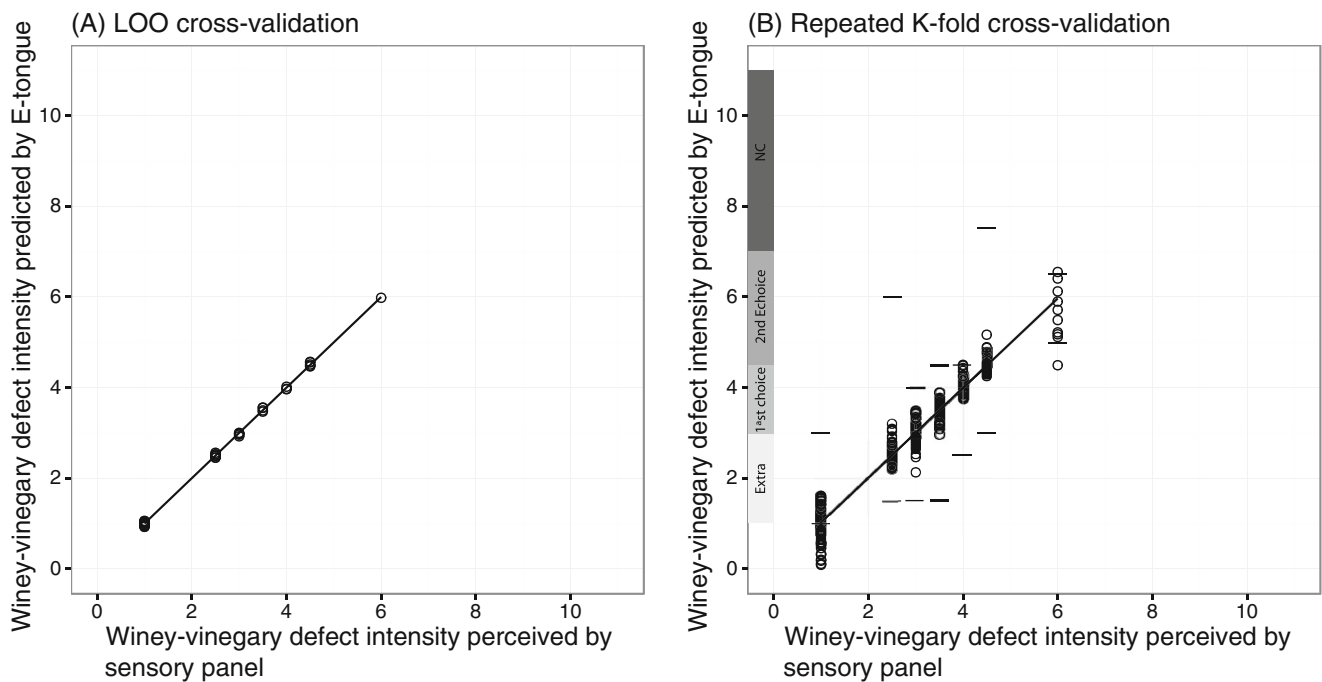 (A) LOO cross-validation
Winey-vinegary defect intensity predicted by E-tongue
10
8
6
4
2
0
0 2 4 6 8 10
Winey-vinegary defect intensity perceived by
sensory panel
(B) Repeated K-fold cross-validation
Winey-vinegary defect intensity predicted by E-tongue
10
8
6
4
2
0
NC
2nd Echoice
1ªst choice
Extra
0 2 4 6 8 10
Winey-vinegary defect intensity perceived by
sensory panel